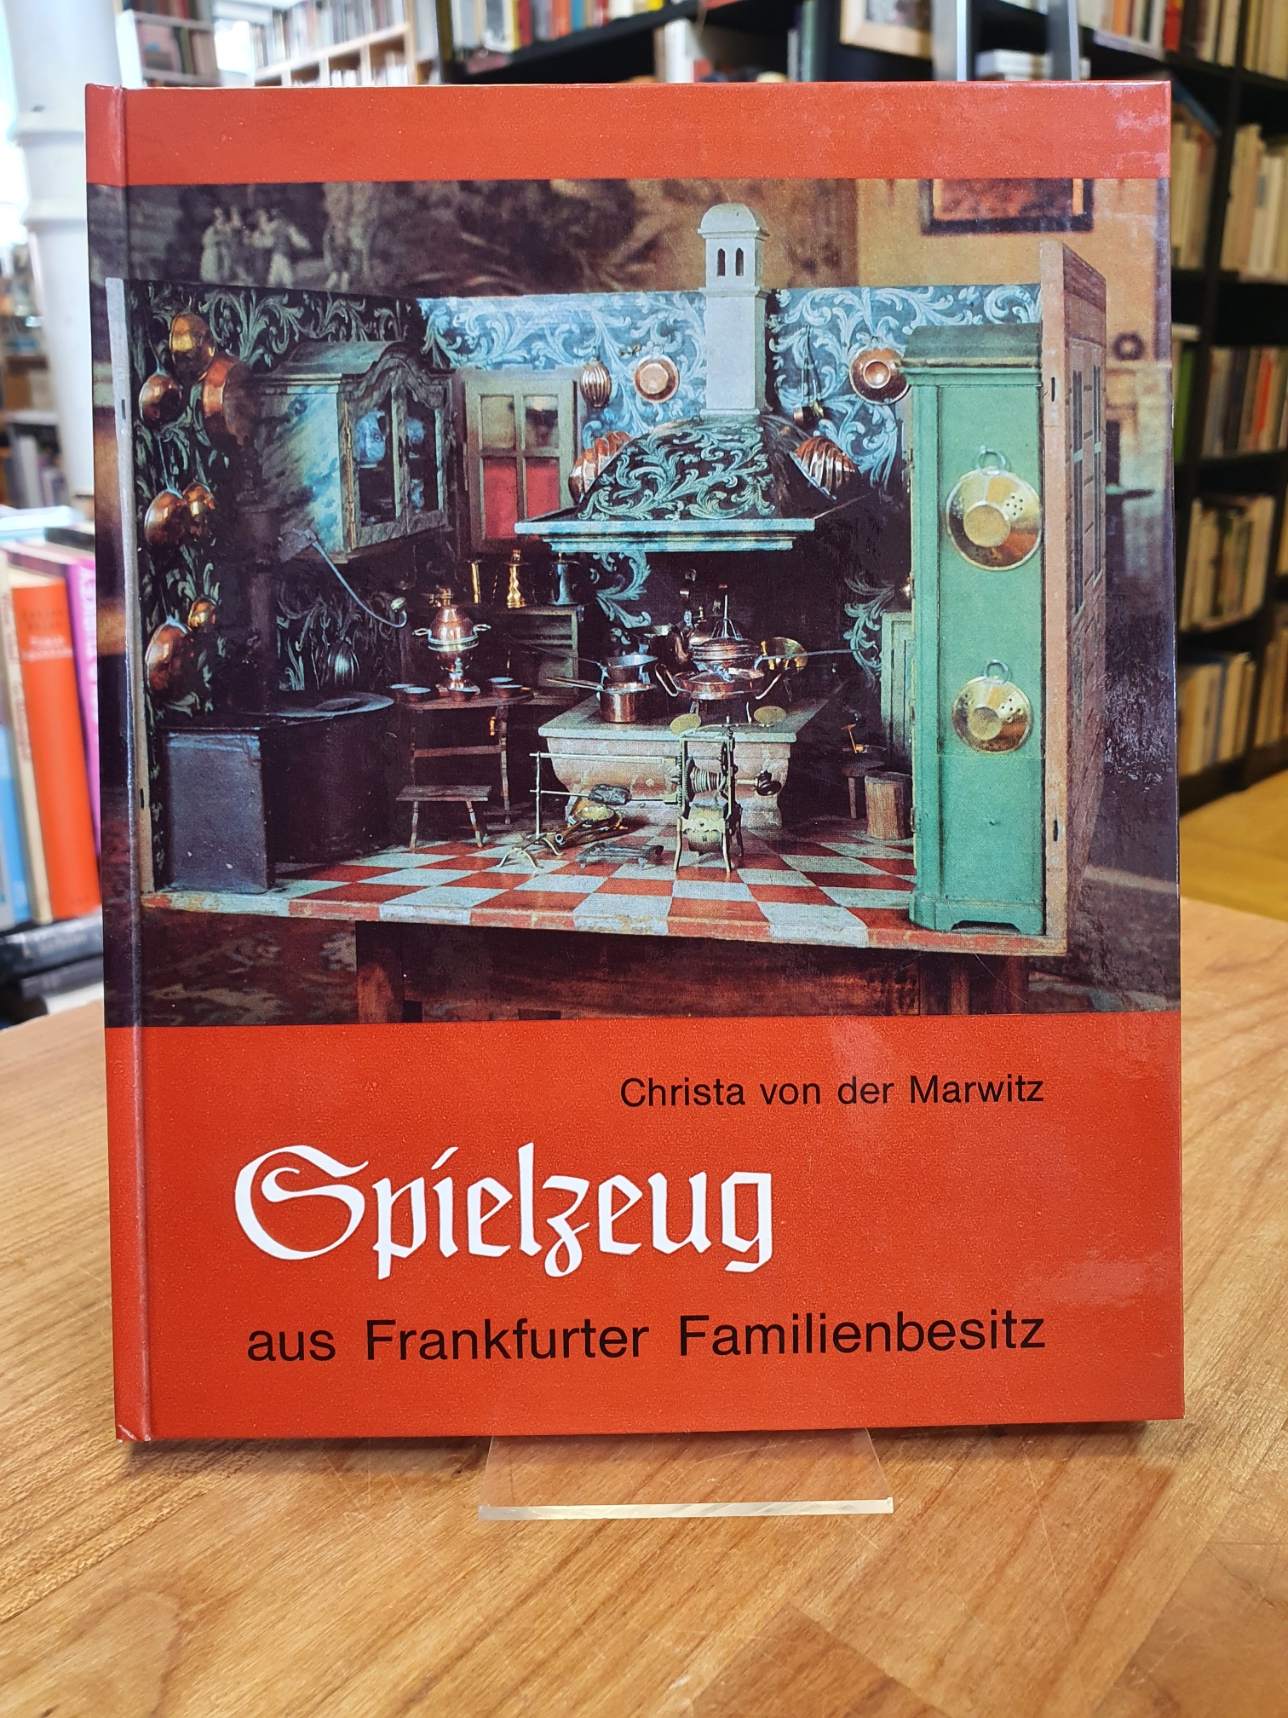 Christa von der Marwitz
Spielzeug
aus Frankfurter Familienbesitz